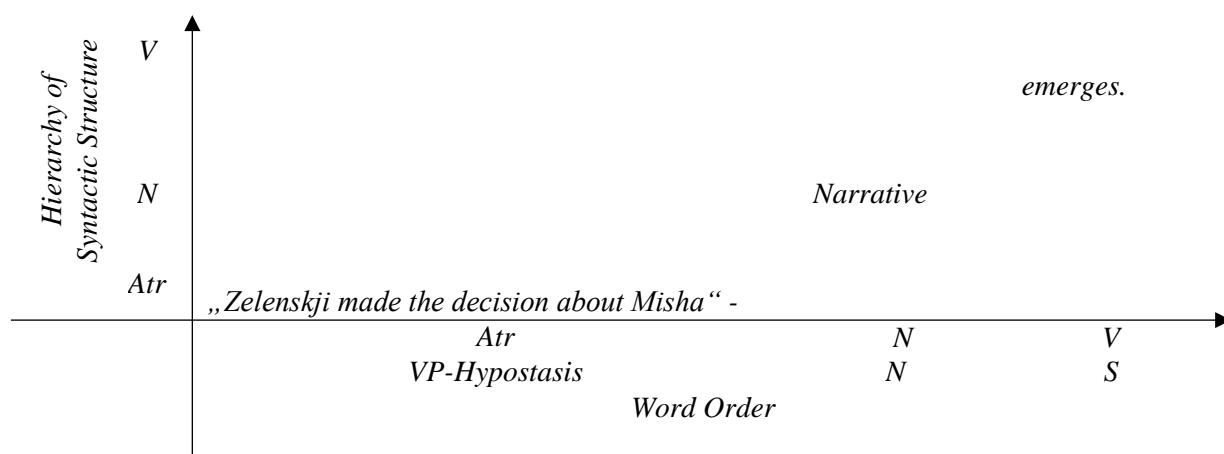 Hierarchy of
Syntactic Structure
V
emerges.
N
Narrative
Atr
„Zelenskji made the decision about Misha“ -
Atr N V
VP-Hypostasis N S
Word Order